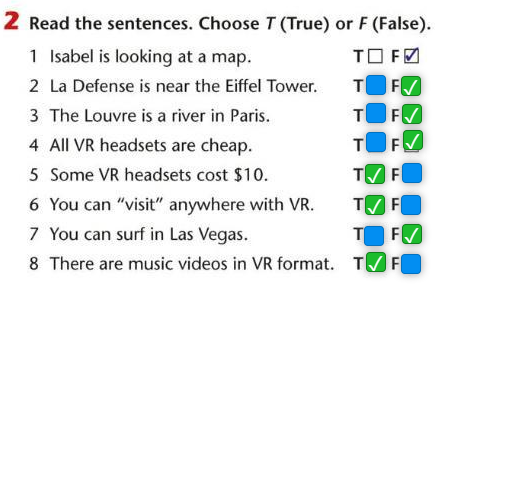 2 Read the sentences. Choose T (True) or F (False).
1 Isabel is looking at a map. T F
2 La Defense is near the Eiffel Tower. T F
3 The Louvre is a river in Paris. T F
4 All VR headsets are cheap. T F
5 Some VR headsets cost $10. T F
6 You can “visit” anywhere with VR. T F
7 You can surf in Las Vegas. T F
8 There are music videos in VR format. T F